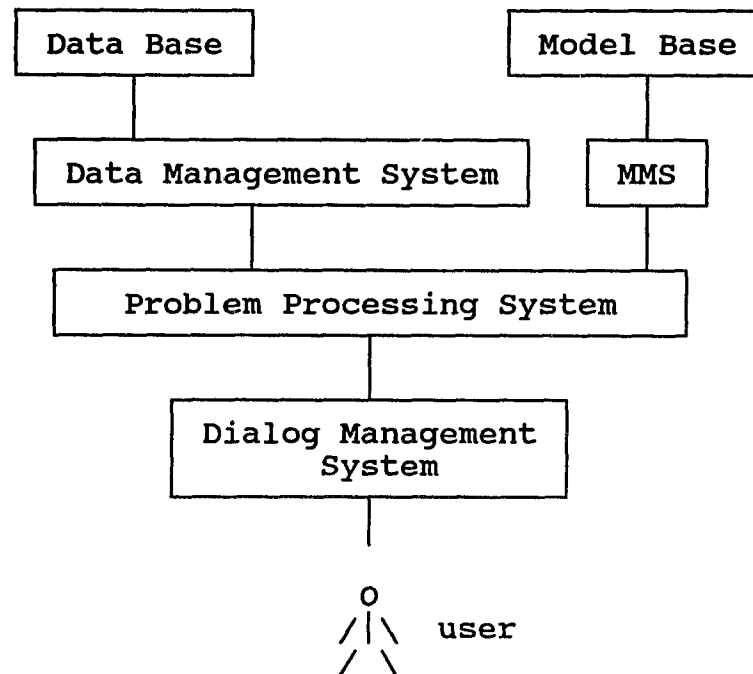 Data Base
Model Base
Data Management System
MMS
Problem Processing System
Dialog Management
System
user